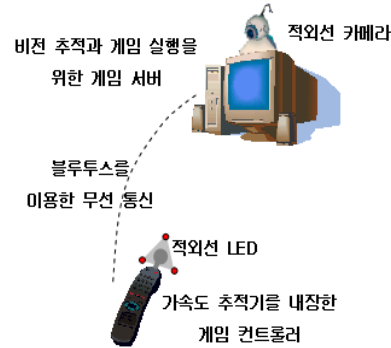 비전 추적과 게임 실행을
위한 게임 서버
적외선 카메라
블루투스를
이용한 무선 통신
적외선 LED
가속도 추적기를 내장한
게임 컨트롤러